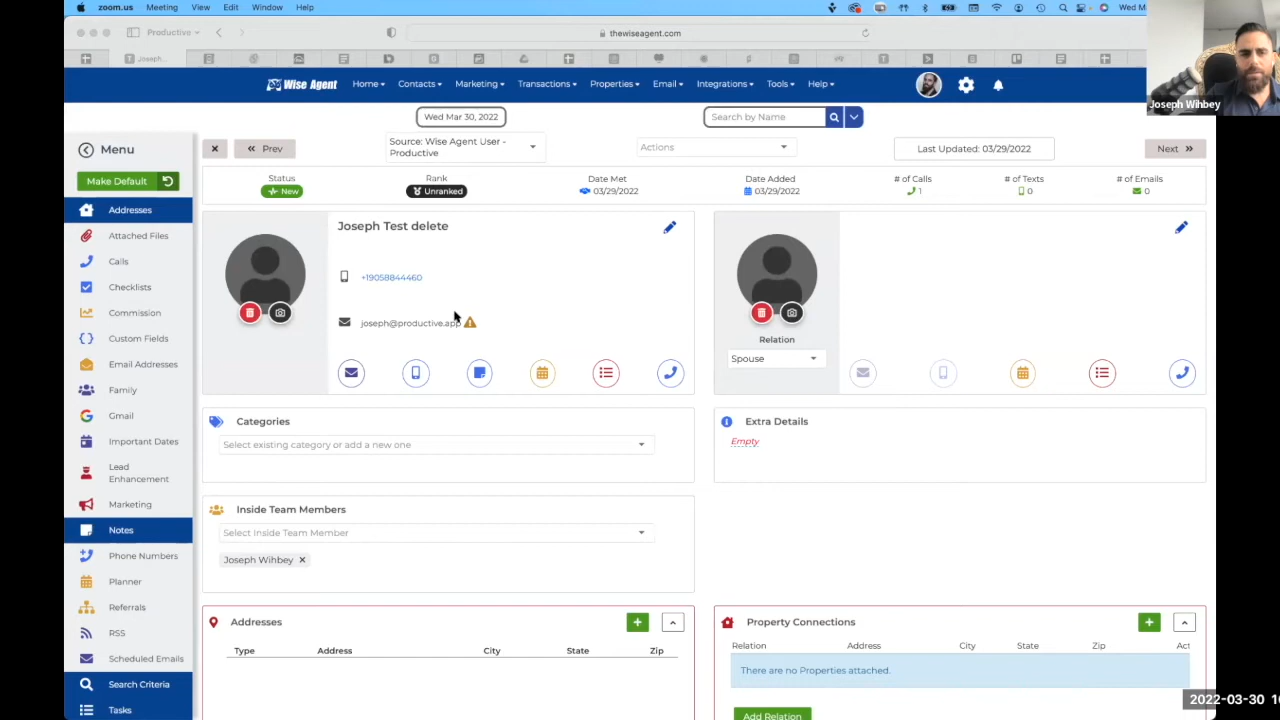 zoom.us Meeting View Edit Window Help Wed Mar
Productive
thewiseagent.com
Joseph...
Wise Agent Home Contacts Marketing Transactions Properties Email Integrations Tools Help
Joseph Wihbey
Wed Mar 30, 2022
Search by Name
Menu
Make Default
Addresses
Attached Files
Calls
Checklists
Commission
Custom Fields
Email Addresses
Family
Gmail
Important Dates
Lead
Enhancement
Marketing
Notes
Phone Numbers
Planner
Referrals
RSS
Scheduled Emails
Search Criteria
Tasks
Prev
Source: Wise Agent User -
Productive
Actions
Last Updated: 03/29/2022
Next
Status
New
Rank
Unranked
Date Met
03/29/2022
Date Added
03/29/2022
# of Calls
1
# of Texts
0
# of Emails
0
Joseph Test delete
+19058844460
joseph@productive.app
Relation
Spouse
Categories
Select existing category or add a new one
Extra Details
Empty
Inside Team Members
Select Inside Team Member
Joseph Wihbey
Addresses
Type Address City State Zip
Property Connections
Relation Address City State Zip Act
There are no Properties attached.
Add Relation
2022-03-30 1